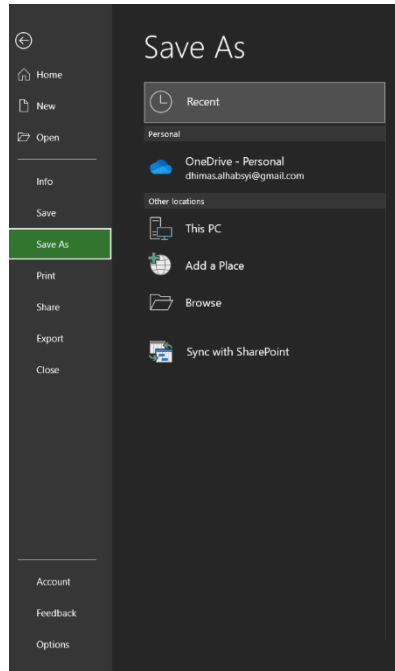 Home
New
Open
Info
Save
Save As
Print
Share
Export
Close
Account
Feedback
Options
Save As
Recent
Personal
OneDrive - Personal
dhimas.alhabsyi@gmail.com
Other locations
This PC
Add a Place
Browse
Sync with SharePoint